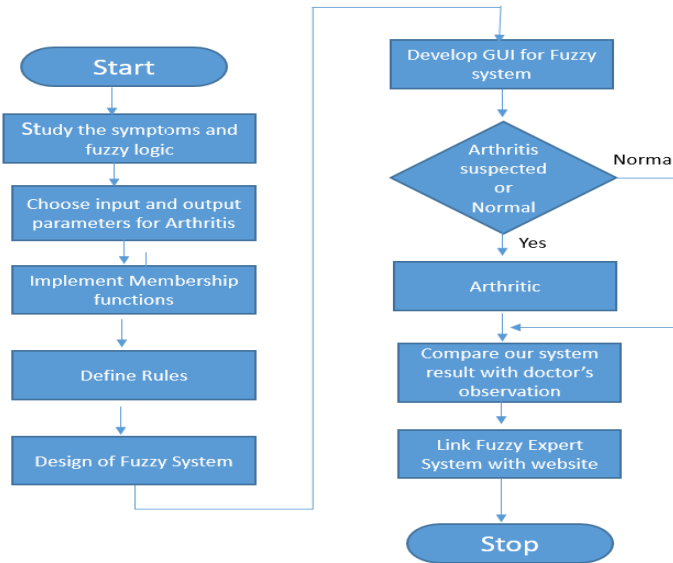 Start
Study the symptoms and
fuzzy logic
Choose input and output
parameters for Arthritis
Implement Membership
functions
Define Rules
Design of Fuzzy System
Develop GUI for Fuzzy
system
Arthritis
suspected
or
Normal
Norma
Yes
Arthritic
Compare our system
result with doctor's
observation
Link Fuzzy Expert
System with website
Stop